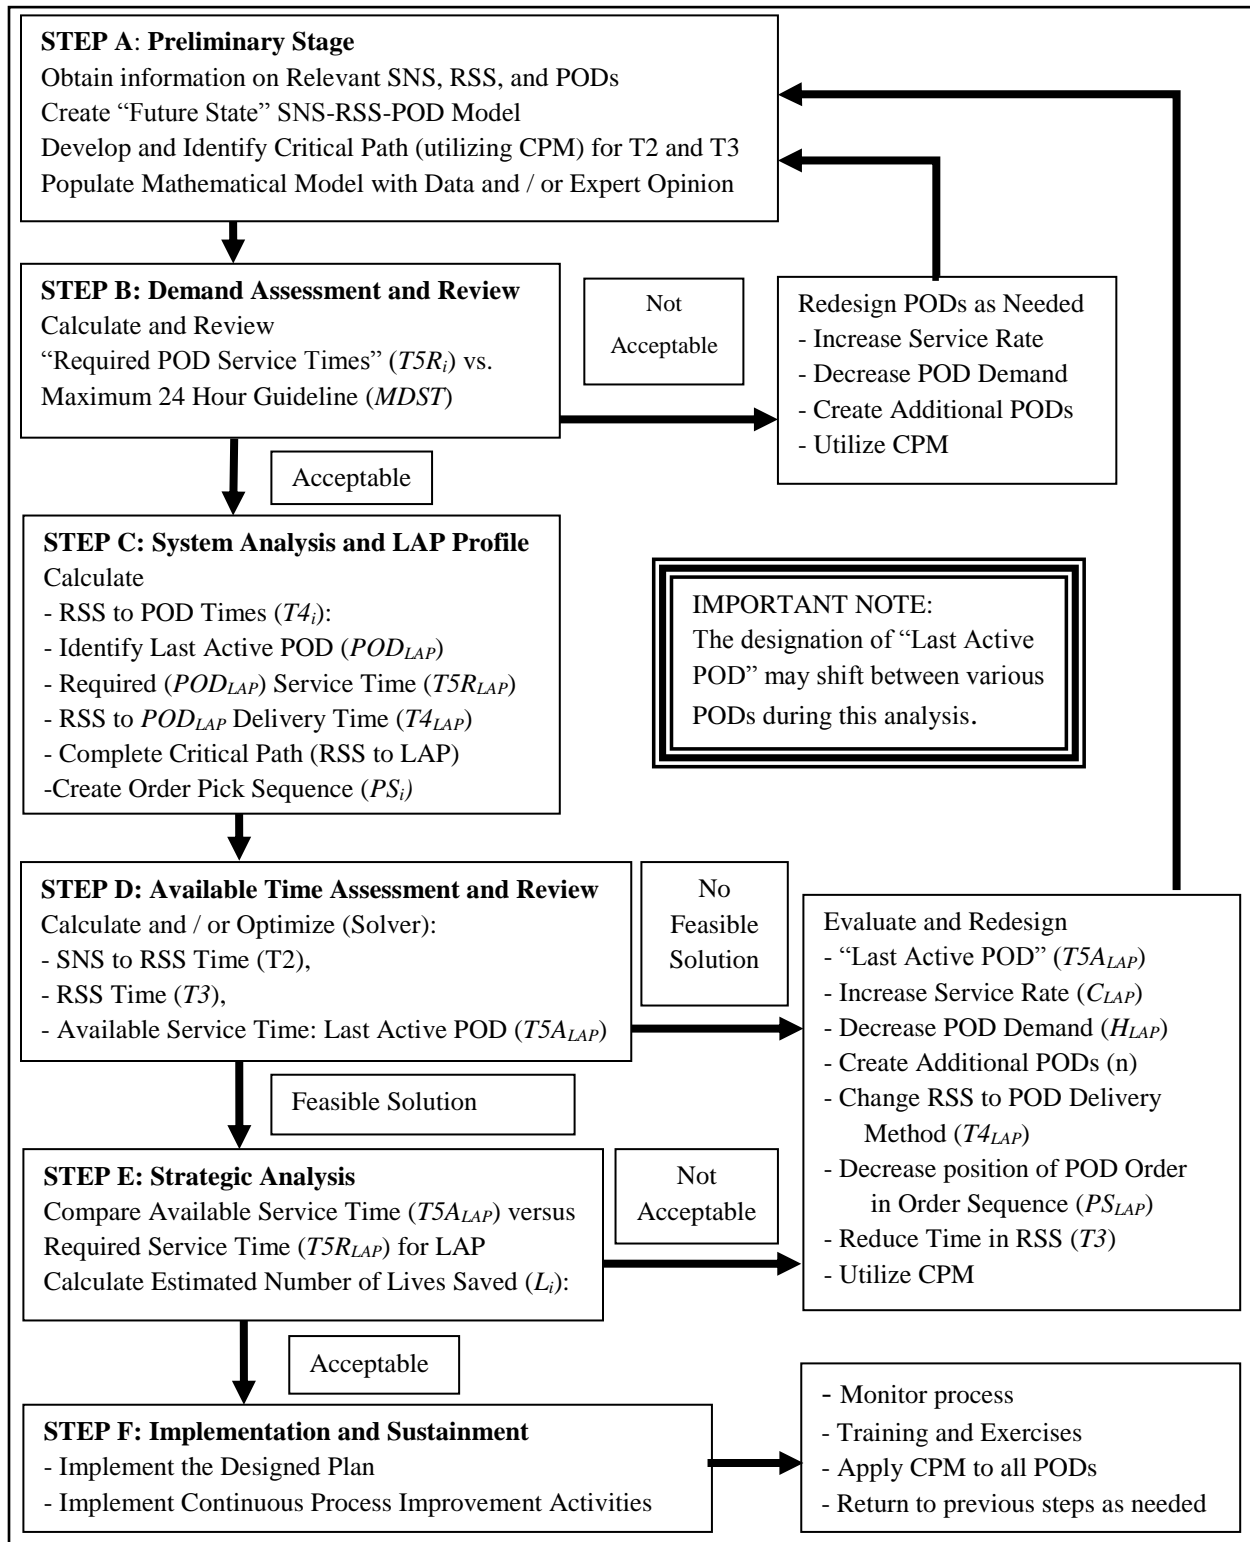 STEP A: Preliminary Stage
Obtain information on Relevant SNS, RSS, and PODs
Create “Future State” SNS-RSS-POD Model
Develop and Identify Critical Path (utilizing CPM) for T2 and T3
Populate Mathematical Model with Data and / or Expert Opinion
STEP B: Demand Assessment and Review
Calculate and Review
“Required POD Service Times” (T5Ri) vs.
Maximum 24 Hour Guideline (MDST)
Not
Acceptable
Redesign PODs as Needed
- Increase Service Rate
- Decrease POD Demand
- Create Additional PODs
- Utilize CPM
Acceptable
STEP C: System Analysis and LAP Profile
Calculate
- RSS to POD Times (T4i):
- Identify Last Active POD (PODLAP)
- Required (PODLAP) Service Time (T5RLAP)
- RSS to PODLAP Delivery Time (T4LAP)
- Complete Critical Path (RSS to LAP)
-Create Order Pick Sequence (PSi)
IMPORTANT NOTE:
The designation of “Last Active
POD” may shift between various
PODs during this analysis.
STEP D: Available Time Assessment and Review
Calculate and / or Optimize (Solver):
- SNS to RSS Time (T2),
- RSS Time (T3),
- Available Service Time: Last Active POD (T5ALAP)
No
Feasible
Solution
Evaluate and Redesign
- “Last Active POD” (T5ALAP)
- Increase Service Rate (CLAP)
- Decrease POD Demand (HLAP)
- Create Additional PODs (n)
- Change RSS to POD Delivery
Method (T4LAP)
- Decrease position of POD Order
in Order Sequence (PSLAP)
- Reduce Time in RSS (T3)
- Utilize CPM
Feasible Solution
STEP E: Strategic Analysis
Compare Available Service Time (T5ALAP) versus
Required Service Time (T5RLAP) for LAP
Calculate Estimated Number of Lives Saved (Li):
Not
Acceptable
Acceptable
STEP F: Implementation and Sustainment
- Implement the Designed Plan
- Implement Continuous Process Improvement Activities
- Monitor process
- Training and Exercises
- Apply CPM to all PODs
- Return to previous steps as needed